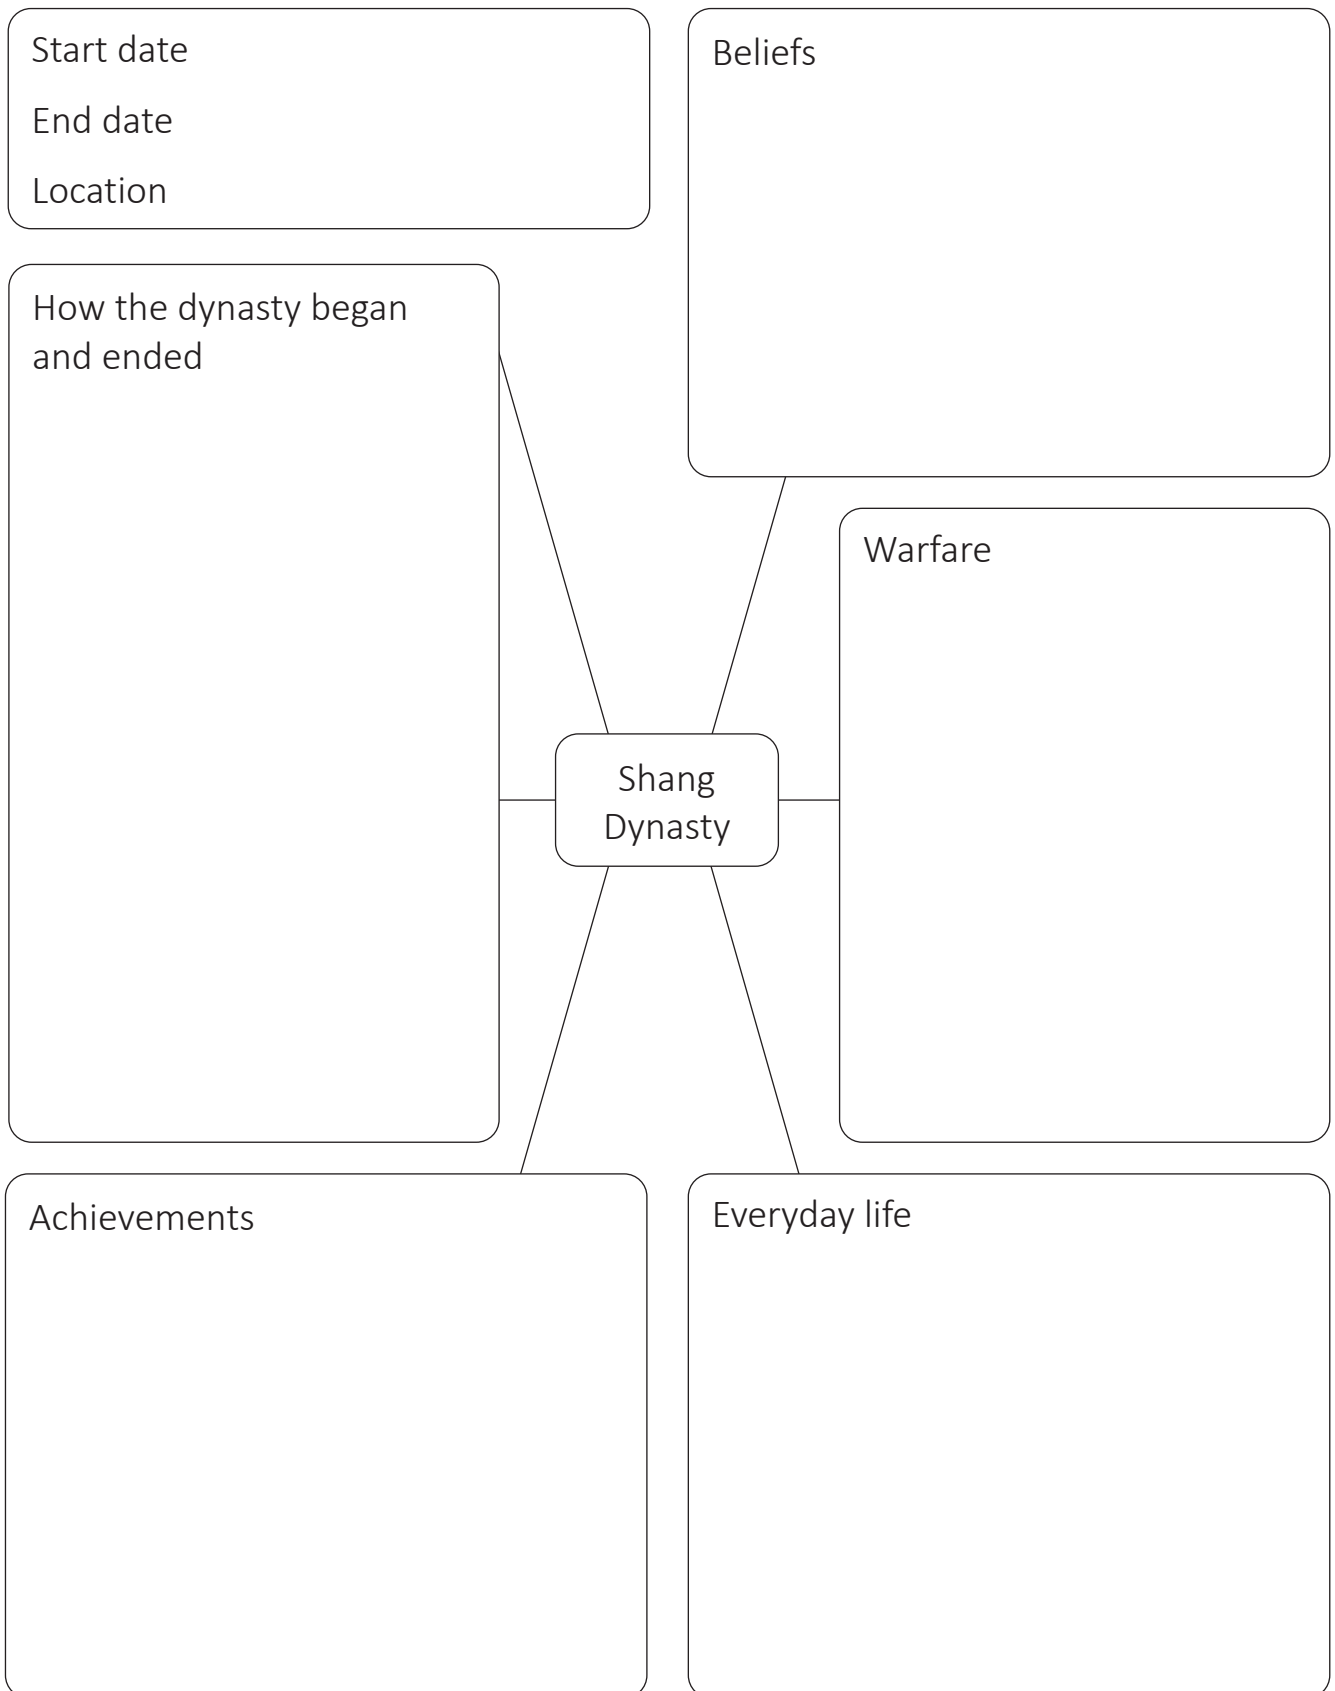 Start date
End date
Location
Beliefs
How the dynasty began
and ended
Warfare
Shang
Dynasty
Achievements
Everyday life